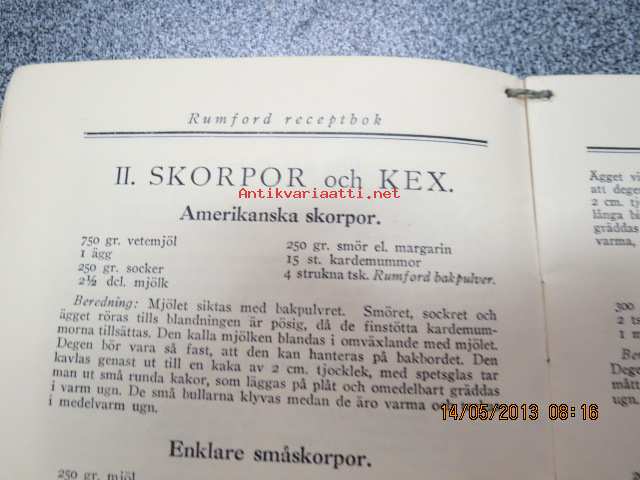 Rumford receptbok
II. SKORPOR och KEX.
Antikvariaatti.net
Amerikanska skorpor.
750 gr. vetemjöl
1 ägg
250 gr. socker
2½ dcl. mjölk
250 gr. smör el. margarin
15 st. kardemummor
4 strukna tsk. Rumford bakpulver.
Beredning: Mjölet siktas med bakpulvret. Smöret, sockret och
ägget röras tills blandningen är pösig, då de finstötta kardemum-
morna tillsättas. Den kalla mjölken blandas i omväxlande med mjölet.
Degen bör vara så fast, att den kan hanteras på bakbordet. Den
kavlas genast ut till en kaka av 2 cm. tjocklek, med spetsglas tar
man ut små runda kakor, som läggas på plåt och omedelbart gräddas
i varm ugn. De små bullarna klyvas medan de äro varma och
i medelvarm ugn.
14/05/2013 08:16
Enklare småskorpor.
250 gr. mjöl
Ägget vi
att dege
2 cm. tj
långa b
gräddas
varma,
300
2 ts
1 m
Be
Dege
ugn.